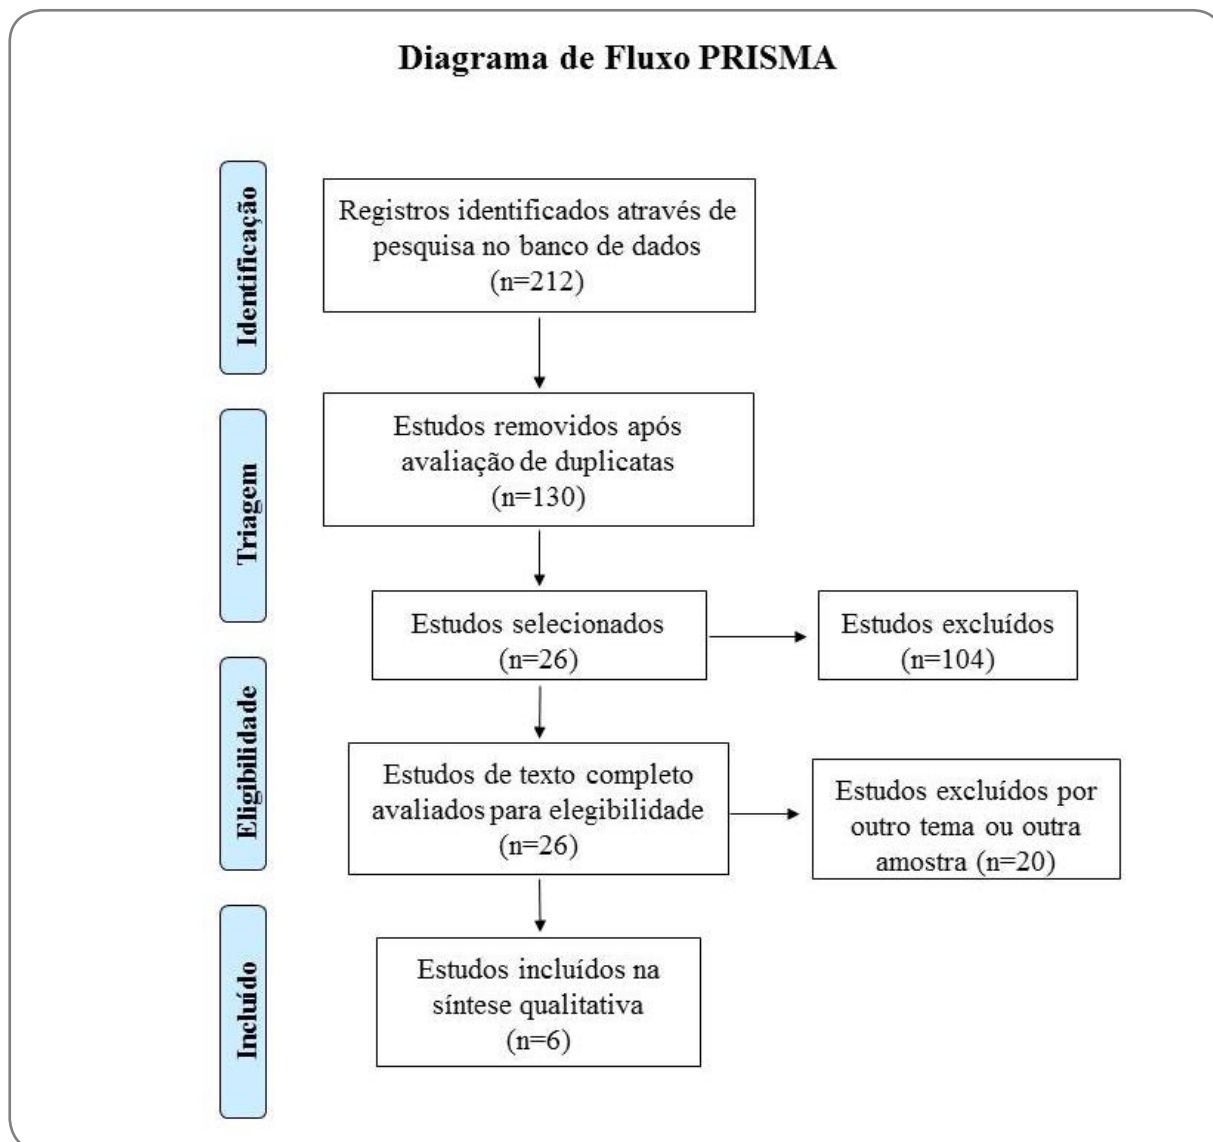 Diagrama de Fluxo PRISMA
Identificação
Registros identificados através de
pesquisa no banco de dados
(n=212)
Triagem
Estudos removidos após
avaliação de duplicatas
(n=130)
Estudos selecionados
(n=26)
Estudos excluídos
(n=104)
Eligibilidade
Estudos de texto completo
avaliados para elegibilidade
(n=26)
Estudos excluídos por
outro tema ou outra
amostra (n=20)
Incluído
Estudos incluídos na
síntese qualitativa
(n=6)